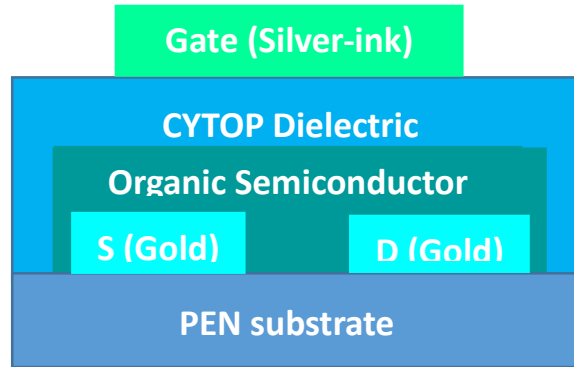 Gate (Silver-ink)
CYTOP Dielectric
Organic Semiconductor
S (Gold)
D (Gold)
PEN substrate